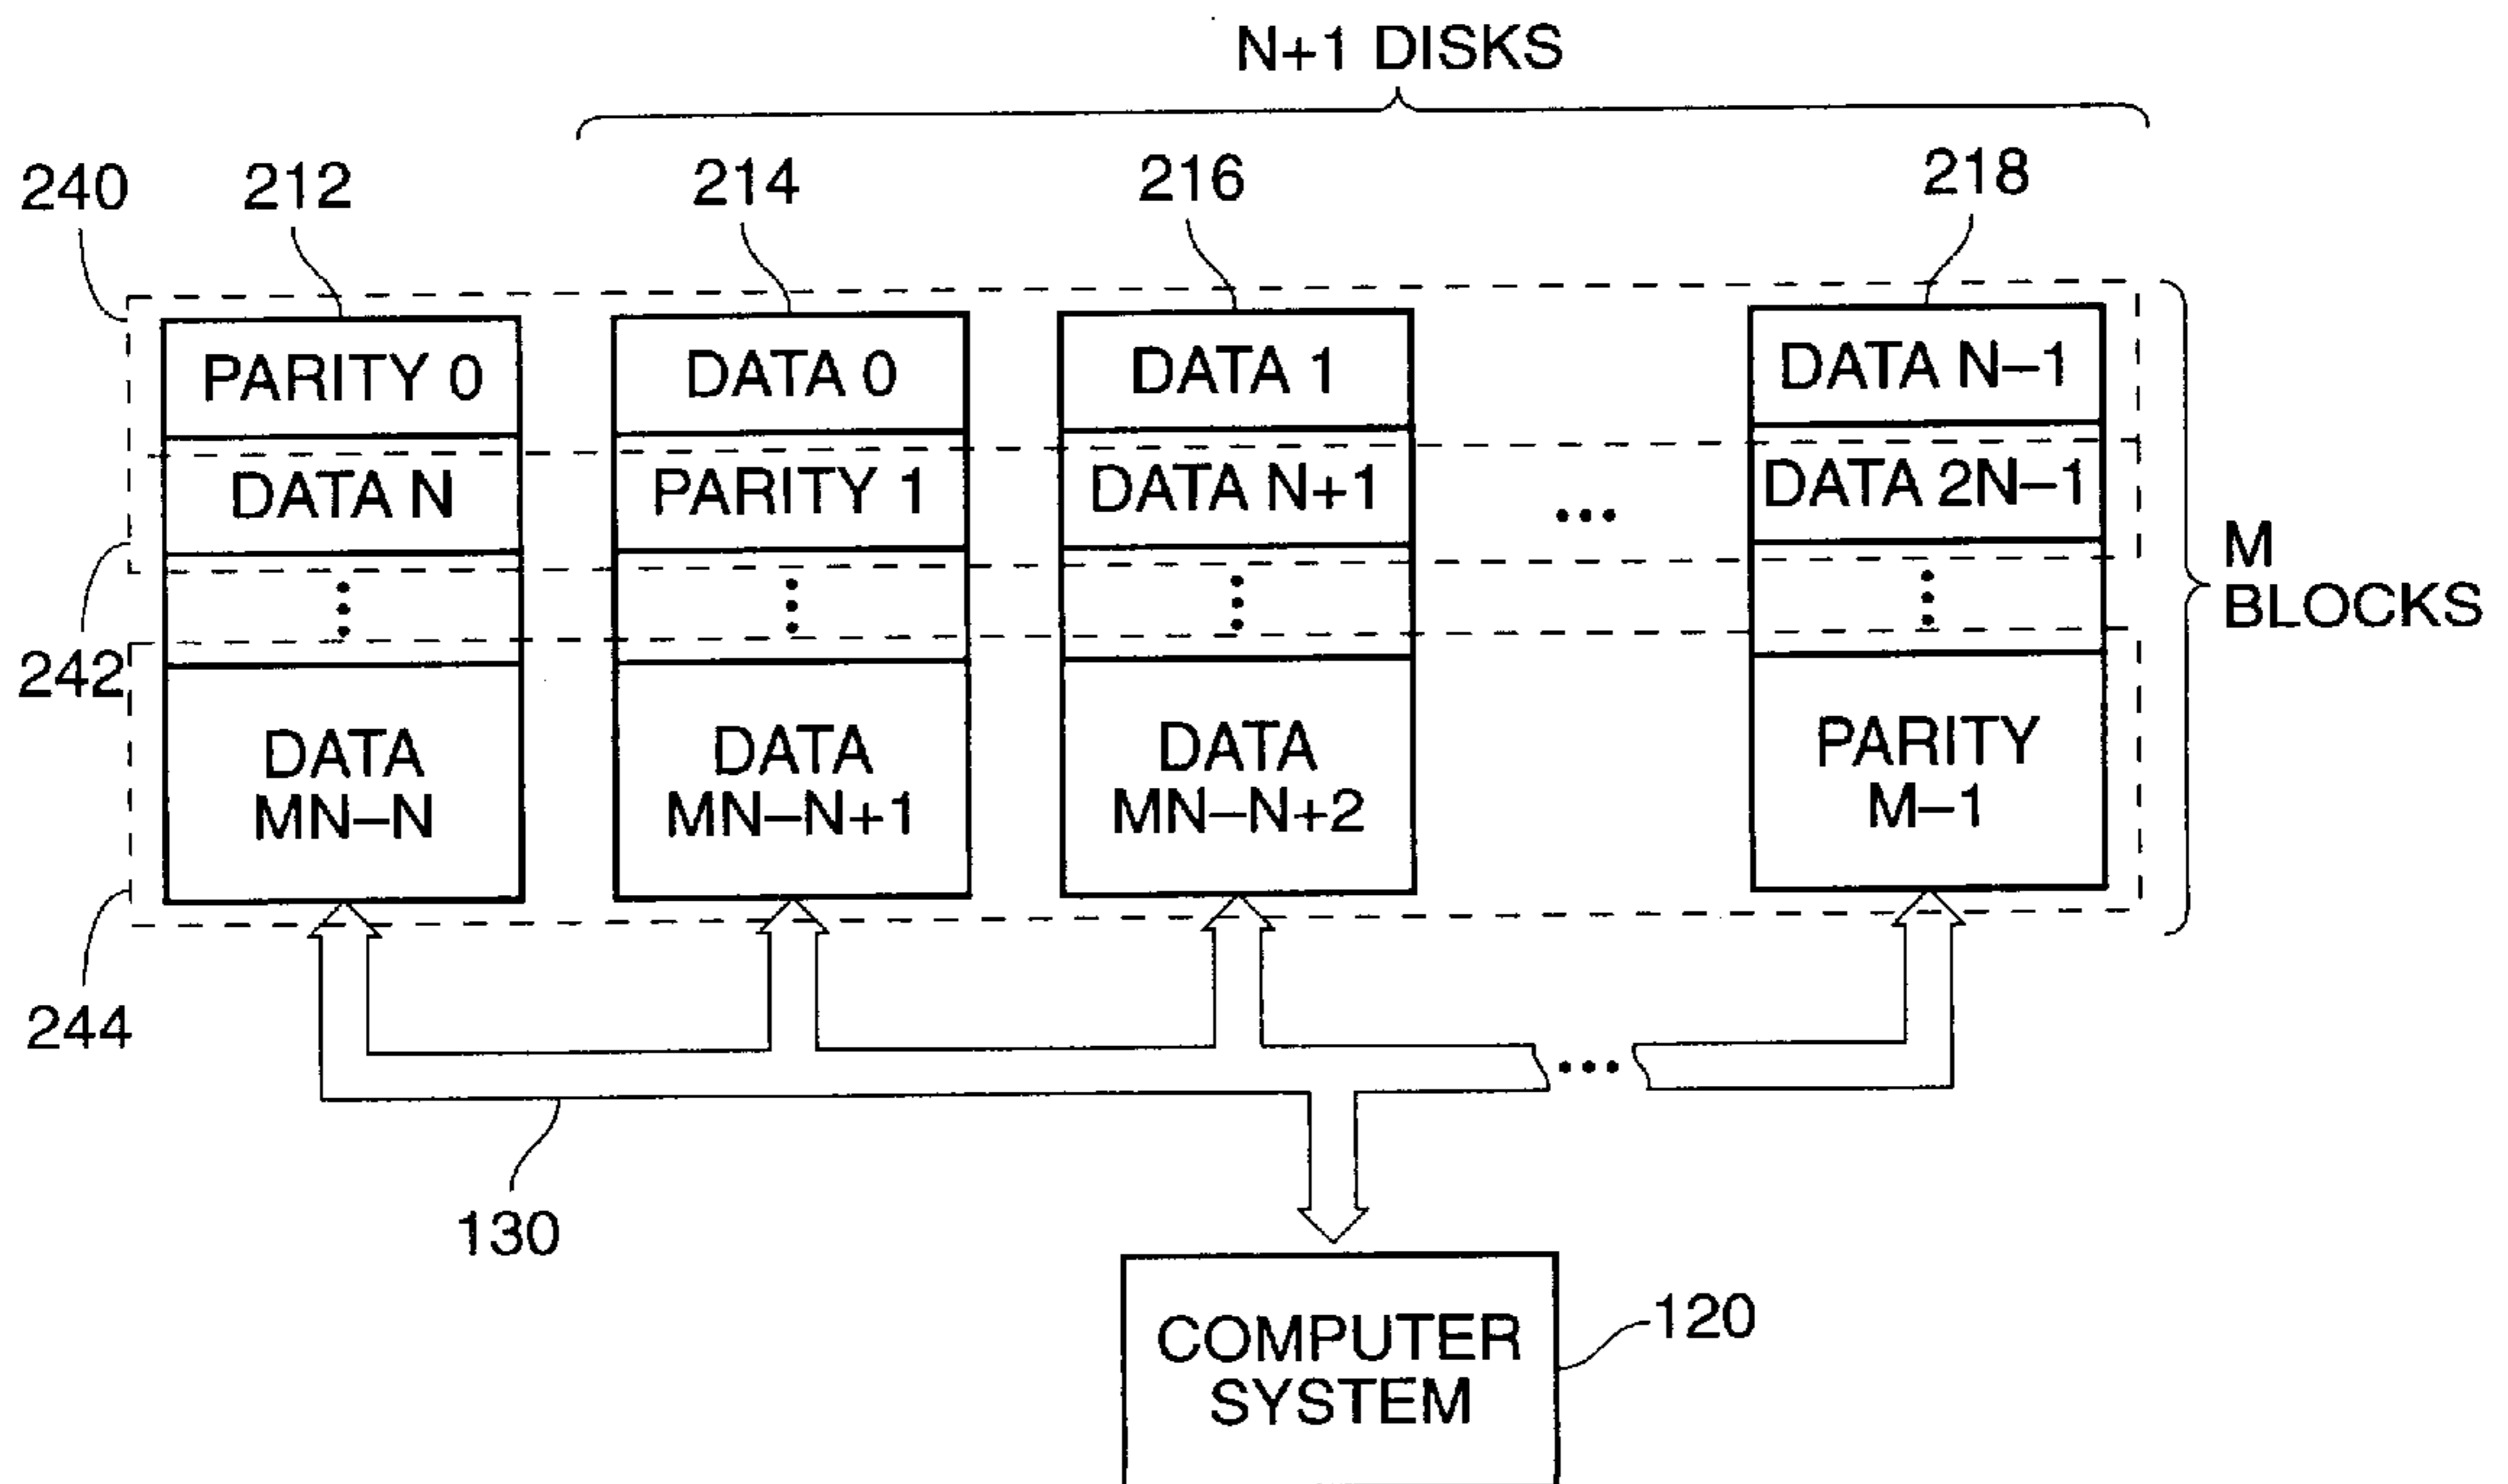 N+1 DISKS
240
212
214
216
218
PARITY 0
DATA 0
DATA 1
DATA N–1
DATA N
PARITY 1
DATA N+1
...
DATA 2N–1
M
BLOCKS
242
DATA
MN–N
DATA
MN–N+1
DATA
MN–N+2
PARITY
M–1
244
...
130
COMPUTER
SYSTEM
120